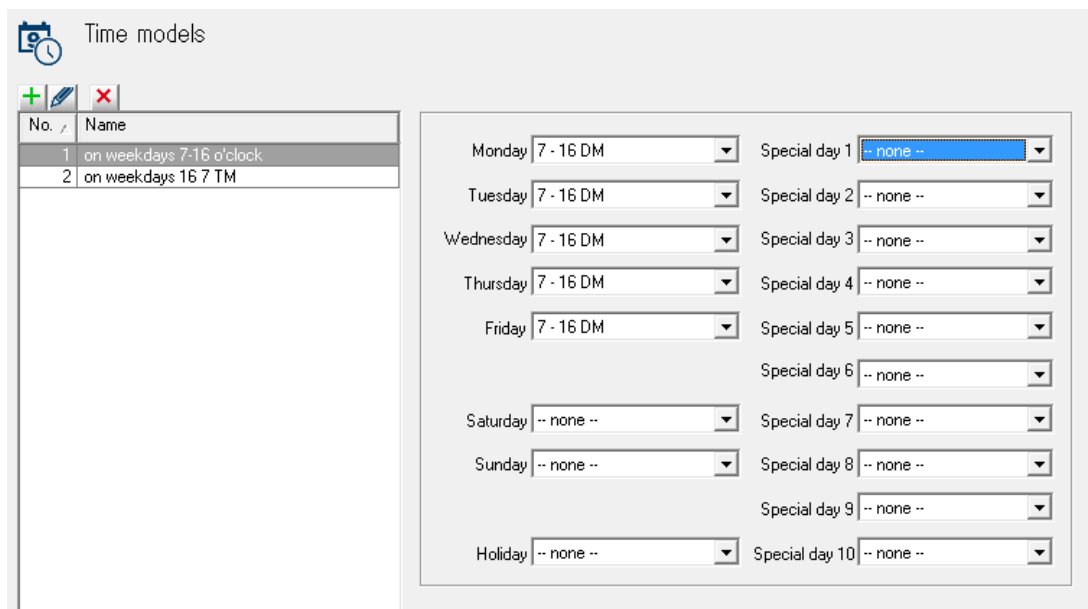 Time models
No. Name
1 on weekdays 7-16 o'clock
2 on weekdays 16 7 TM
Monday 7 - 16 DM Special day 1 -- none --
Tuesday 7 - 16 DM Special day 2 -- none --
Wednesday 7 - 16 DM Special day 3 -- none --
Thursday 7 - 16 DM Special day 4 -- none --
Friday 7 - 16 DM Special day 5 -- none --
Special day 6 -- none --
Saturday -- none -- Special day 7 -- none --
Sunday -- none -- Special day 8 -- none --
Special day 9 -- none --
Holiday -- none -- Special day 10 -- none --